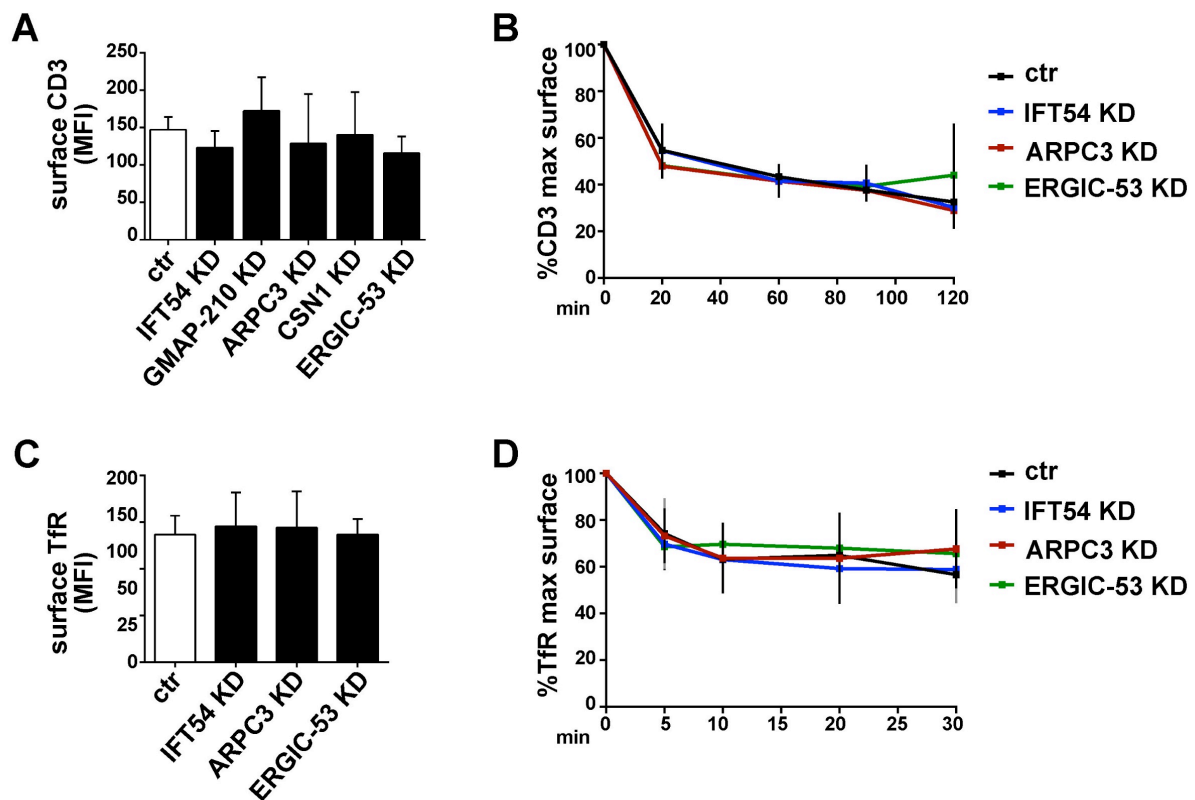 A
surface CD3
(MFI)
250
200
150
100
50
0
ctr
IFT54 KD
GMAP-210 KD
ARPC3 KD
CSN1 KD
ERGIC-53 KD
B
%CD3 max surface
100
80
60
40
20
0
min
0 20 40 60 80 100 120
ctr
IFT54 KD
ARPC3 KD
ERGIC-53 KD
C
surface TfR
(MFI)
200
150
100
25
0
ctr
IFT54 KD
ARPC3 KD
ERGIC-53 KD
D
%TfR max surface
100
80
60
40
20
0
min
0 5 10 15 20 25 30
ctr
IFT54 KD
ARPC3 KD
ERGIC-53 KD